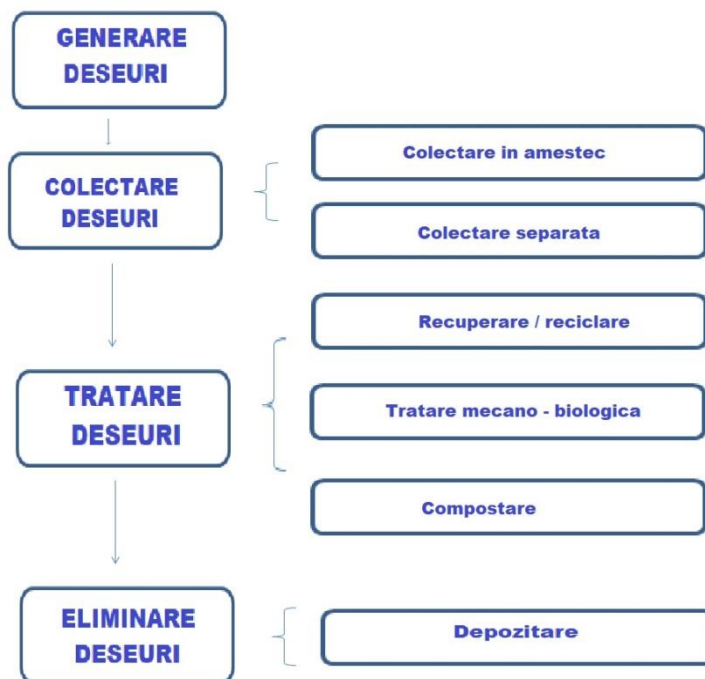 GENERARE
DESEURI
COLECTARE
DESEURI
Colectare in amestec
Colectare separata
TRATARE
DESEURI
Recuperare / reciclare
Tratare mecano - biologica
Compostare
ELIMINARE
DESEURI
Depozitare